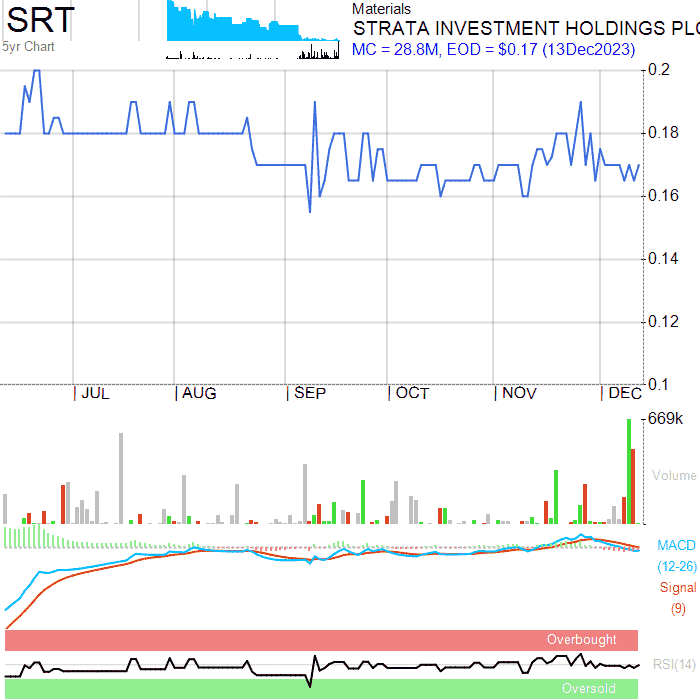 SRT
5yr Chart
Materials
STRATA INVESTMENT HOLDINGS PLC
MC = 28.8M, EOD = $0.17 (13Dec2023)
0.2
0.18
0.16
0.14
0.12
0.1
JUL AUG SEP OCT NOV DEC
669k
Volume
MACD
(12-26)
Signal
(9)
Overbought
RSI(14)
Oversold